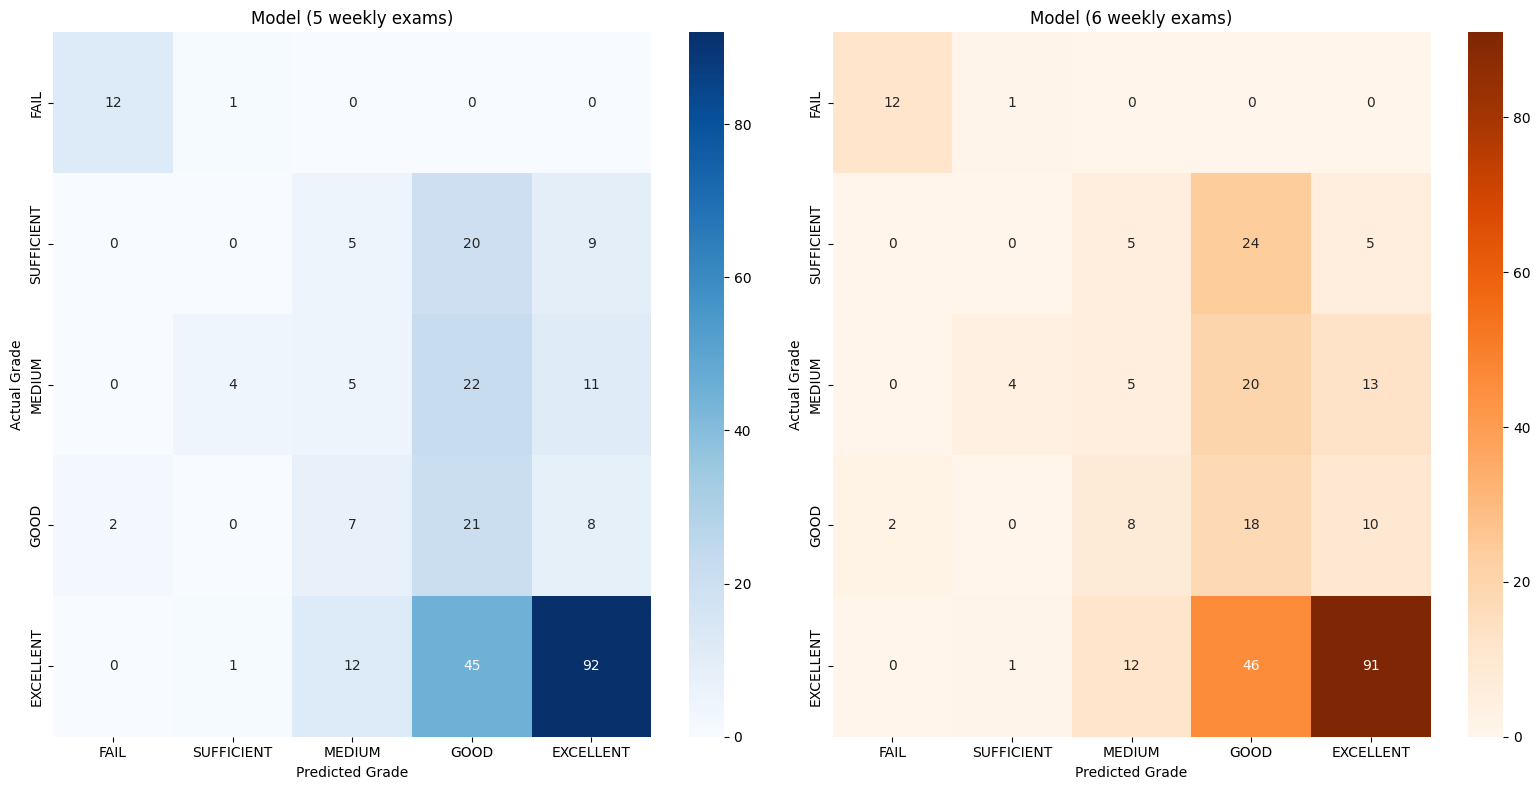 Model (5 weekly exams)
Actual Grade
FAIL
12 1 0 0 0
SUFFICIENT
0 0 5 20 9
MEDIUM
0 4 5 22 11
GOOD
2 0 7 21 8
EXCELLENT
0 1 12 45 92
FAIL SUFFICIENT MEDIUM GOOD EXCELLENT
Predicted Grade
80
60
40
20
0
Model (6 weekly exams)
Actual Grade
FAIL
12 1 0 0 0
SUFFICIENT
0 0 5 24 5
MEDIUM
0 4 5 20 13
GOOD
2 0 8 18 10
EXCELLENT
0 1 12 46 91
FAIL SUFFICIENT MEDIUM GOOD EXCELLENT
Predicted Grade
80
60
40
20
0